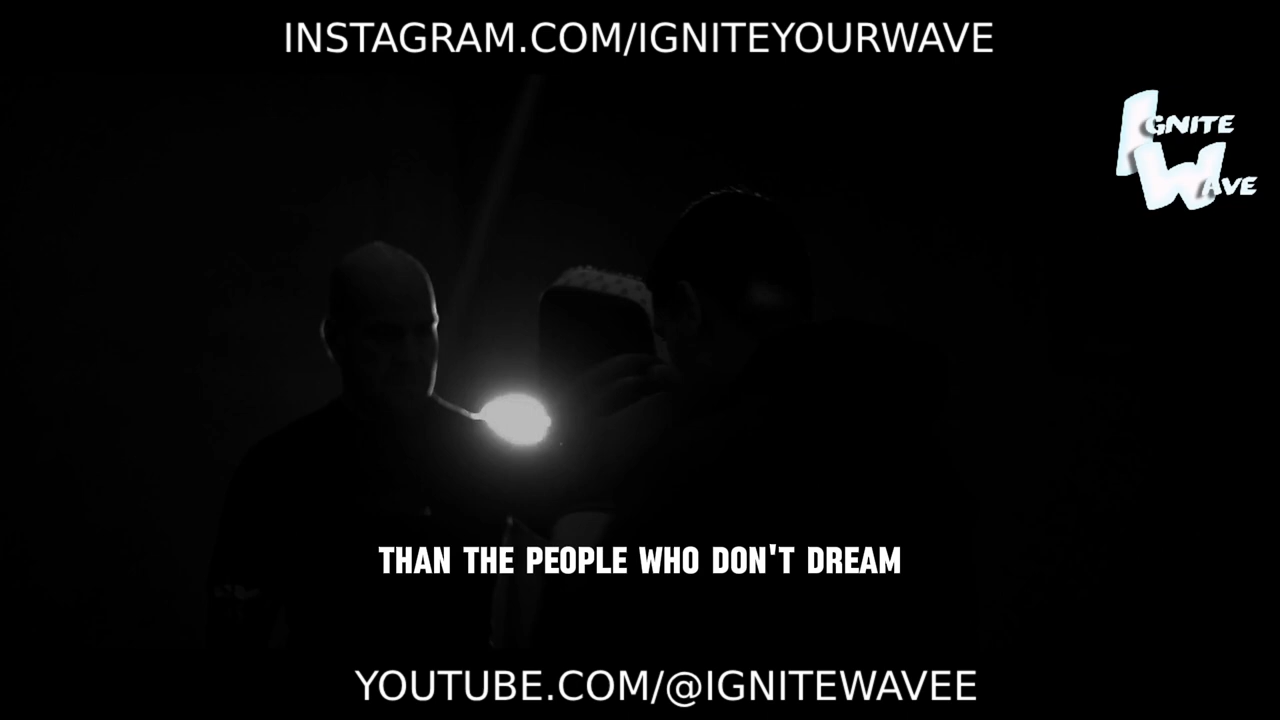 INSTAGRAM.COM/IGNITEYOURWAVE
IGNITE
WAVE
THAN THE PEOPLE WHO DON'T DREAM
YOUTUBE.COM/@IGNITEWAVEE